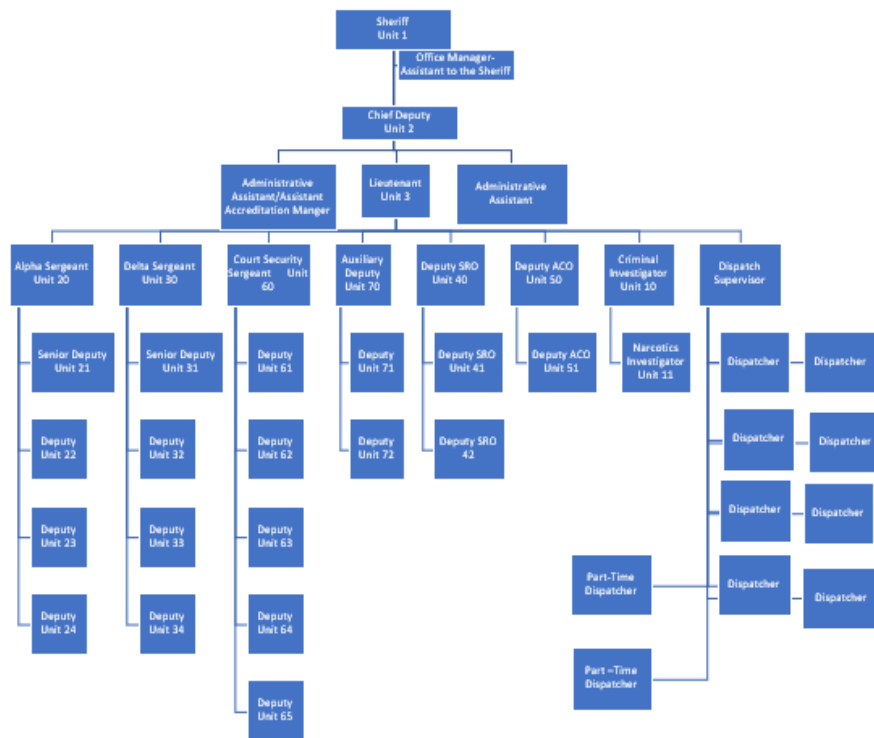 Sheriff
Unit 1
Office Manager-
Assistant to the Sheriff
Chief Deputy
Unit 2
Administrative
Assistant/Assistant
Accreditation Manger
Lieutenant
Unit 3
Administrative
Assistant
Alpha Sergeant
Unit 20
Delta Sergeant
Unit 30
Court Security
Sergeant Unit
60
Auxiliary
Deputy
Unit 70
Deputy SRO
Unit 40
Deputy ACO
Unit 50
Criminal
Investigator
Unit 10
Dispatch
Supervisor
Senior Deputy
Unit 21
Senior Deputy
Unit 31
Deputy
Unit 61
Deputy
Unit 71
Deputy SRO
Unit 41
Deputy ACO
Unit 51
Narcotics
Investigator
Unit 11
Dispatcher
Dispatcher
Deputy
Unit 22
Deputy
Unit 32
Deputy
Unit 62
Deputy
Unit 72
Deputy SRO
42
Dispatcher
Dispatcher
Deputy
Unit 23
Deputy
Unit 33
Deputy
Unit 63
Dispatcher
Dispatcher
Deputy
Unit 24
Deputy
Unit 34
Deputy
Unit 64
Part-Time
Dispatcher
Dispatcher
Dispatcher
Deputy
Unit 65
Part –Time
Dispatcher